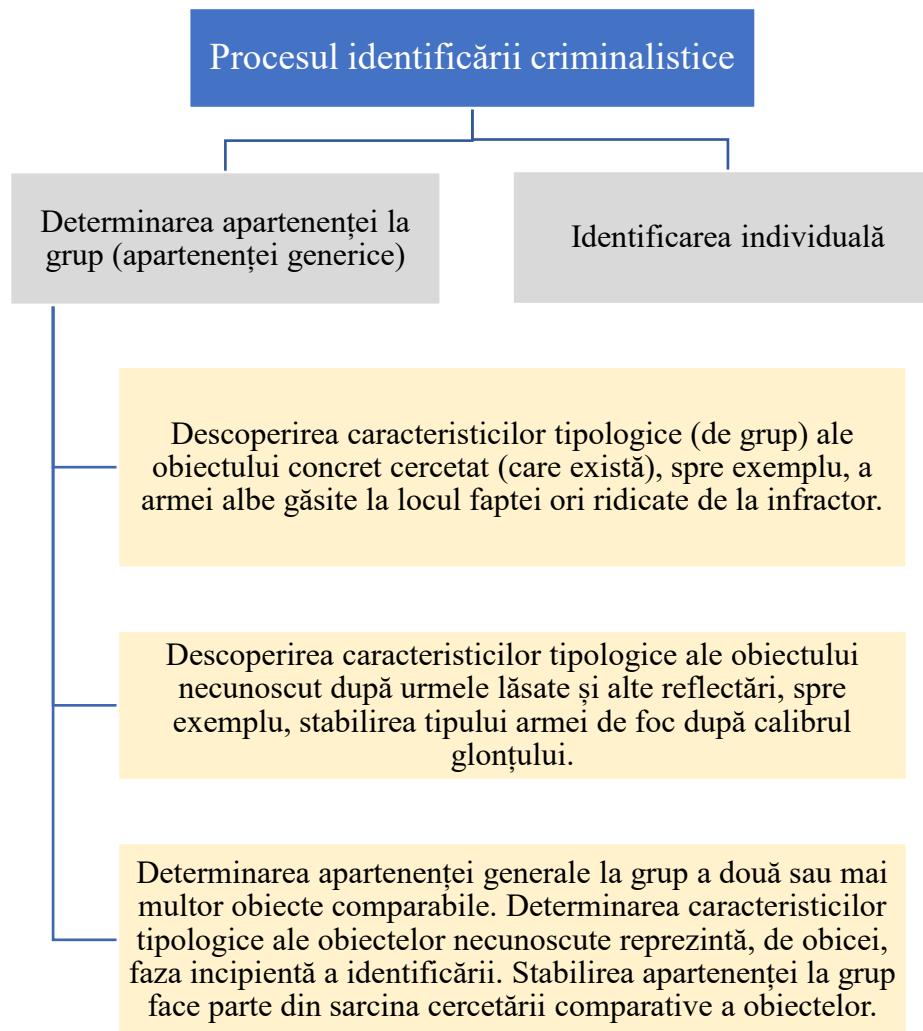 Procesul identificării criminalistice
Determinarea apartenenței la
grup (apartenenței generice)
Identificarea individuală
Descoperirea caracteristicilor tipologice (de grup) ale
obiectului concret cercetat (care există), spre exemplu, a
armei albe găsite la locul faptei ori ridicate de la infractor.
Descoperirea caracteristicilor tipologice ale obiectului
necunoscut după urmele lăsate și alte reflectări, spre
exemplu, stabilirea tipului armei de foc după calibrul
glonțului.
Determinarea apartenenței generale la grup a două sau mai
multor obiecte comparabile. Determinarea caracteristicilor
tipologice ale obiectelor necunoscute reprezintă, de obicei,
faza incipientă a identificării. Stabilirea apartenenței la grup
face parte din sarcina cercetării comparative a obiectelor.